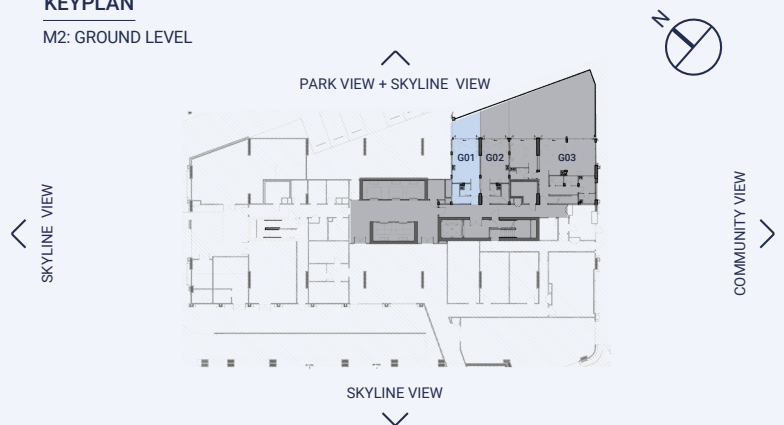 KEYPLAN
M2: GROUND LEVEL
N
PARK VIEW + SKYLINE VIEW
G01
G02
G03
SKYLINE VIEW
COMMUNITY VIEW
SKYLINE VIEW